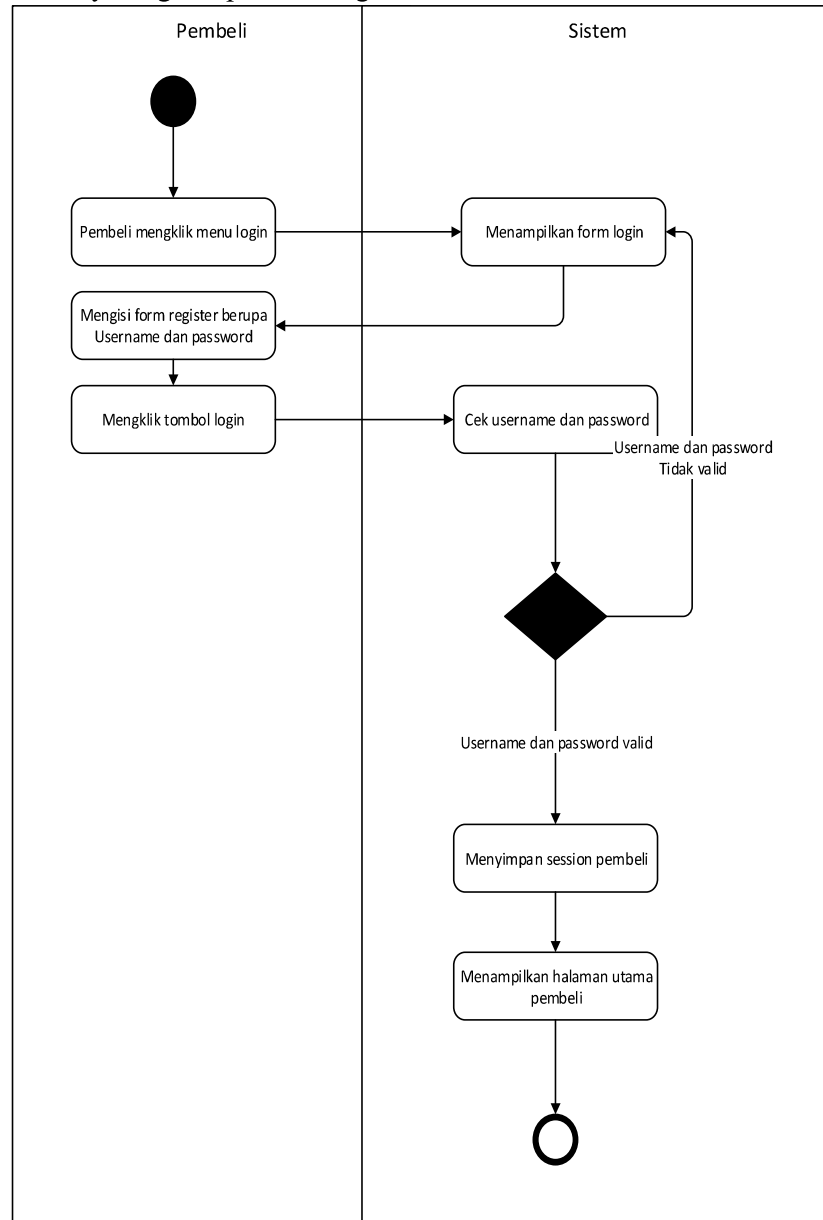 Pembeli
Sistem
Pembeli mengklik menu login
Menampilkan form login
Mengisi form register berupa
Username dan password
Mengklik tombol login
Cek username dan password
Username dan password
Tidak valid
Username dan password valid
Menyimpan session pembeli
Menampilkan halaman utama
pembeli